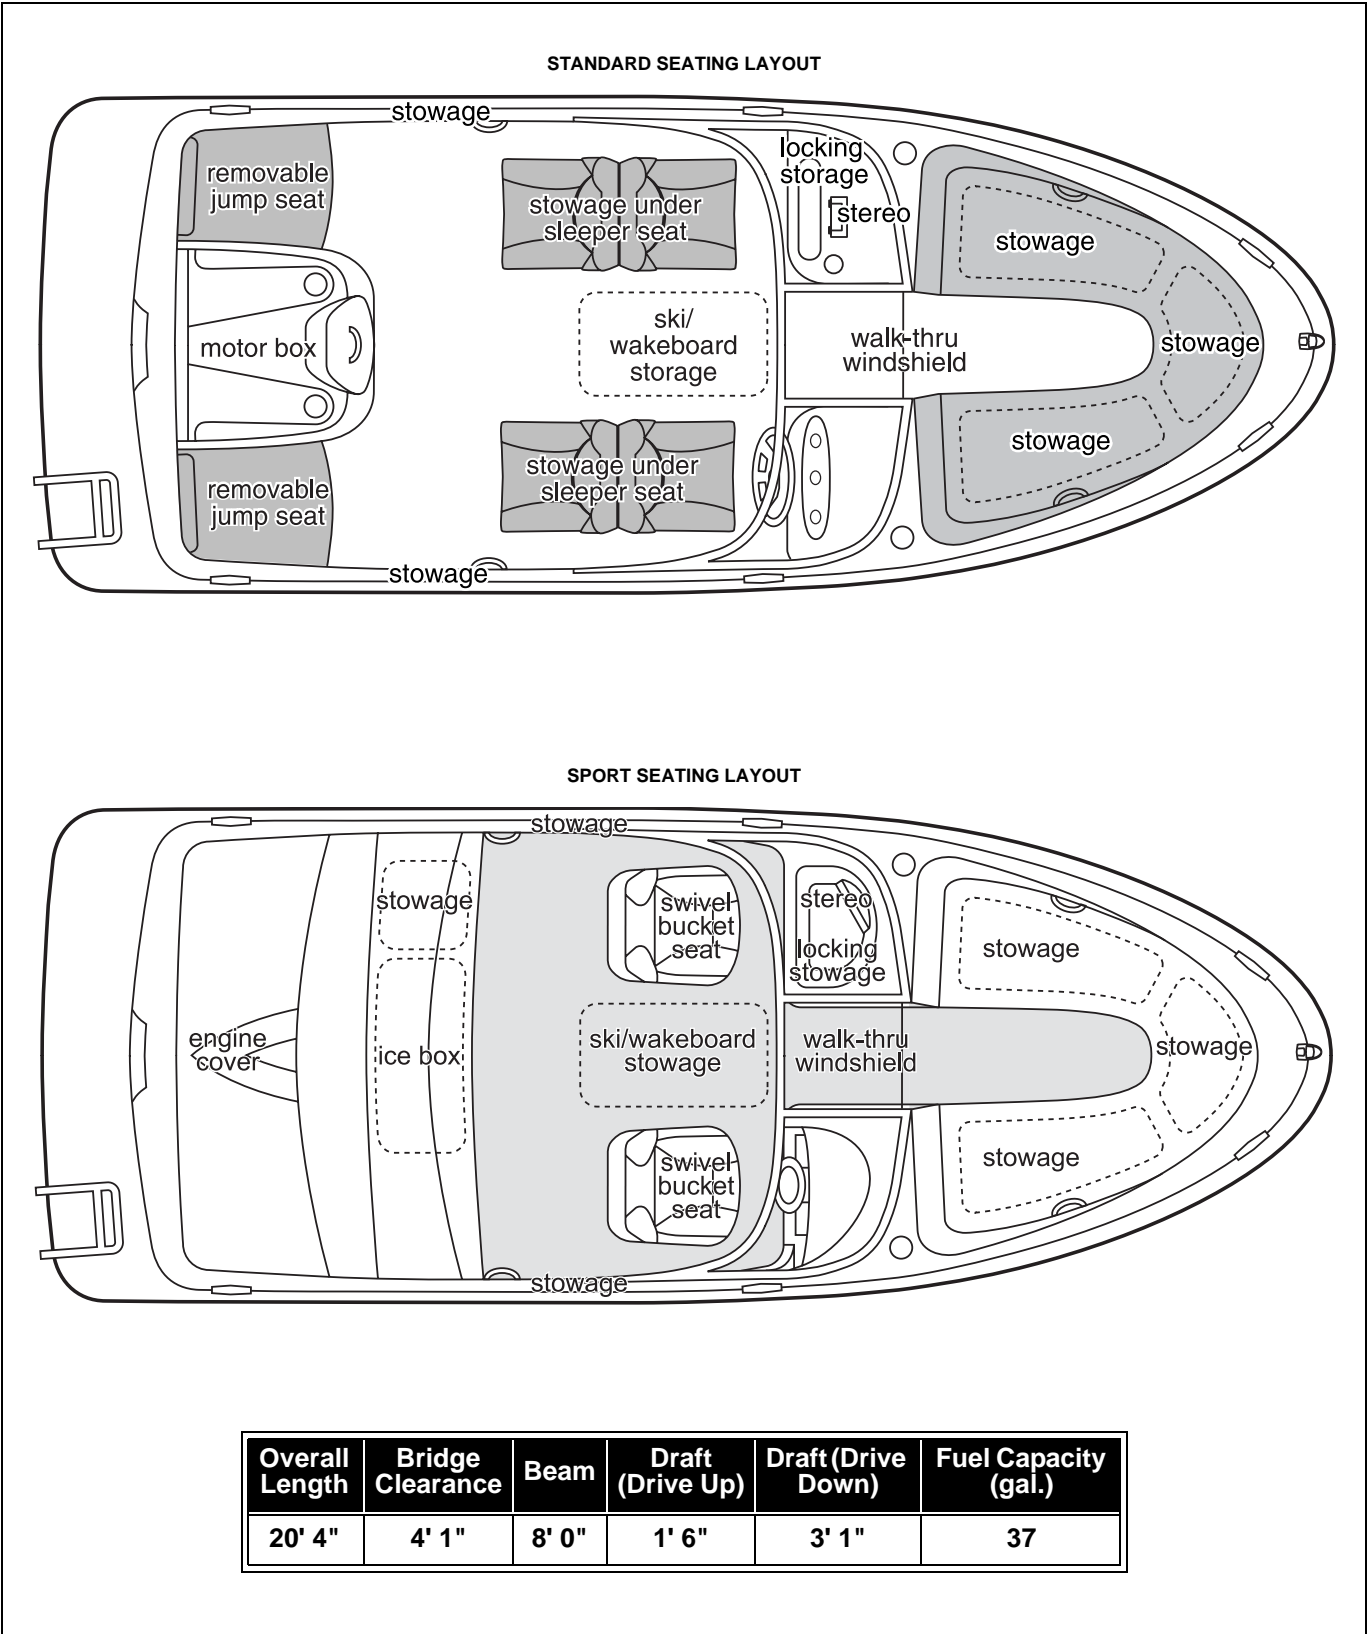 STANDARD SEATING LAYOUT
stowage
removable
jump seat
stowage under
sleeper seat
locking
storage
stereo
stowage
motor box
ski/
wakeboard
storage
walk-thru
windshield
stowage
removable
jump seat
stowage under
sleeper seat
stowage
stowage
SPORT SEATING LAYOUT
stowage
stowage
swivel
bucket
seat
stereo
locking
stowage
stowage
engine
cover
ice box
ski/wakeboard
stowage
walk-thru
windshield
stowage
swivel
bucket
seat
stowage
stowage
Overall
Length
Bridge
Clearance
Beam
Draft
(Drive Up)
Draft (Drive
Down)
Fuel Capacity
(gal.)
20' 4" 4' 1" 8' 0" 1' 6" 3' 1" 37